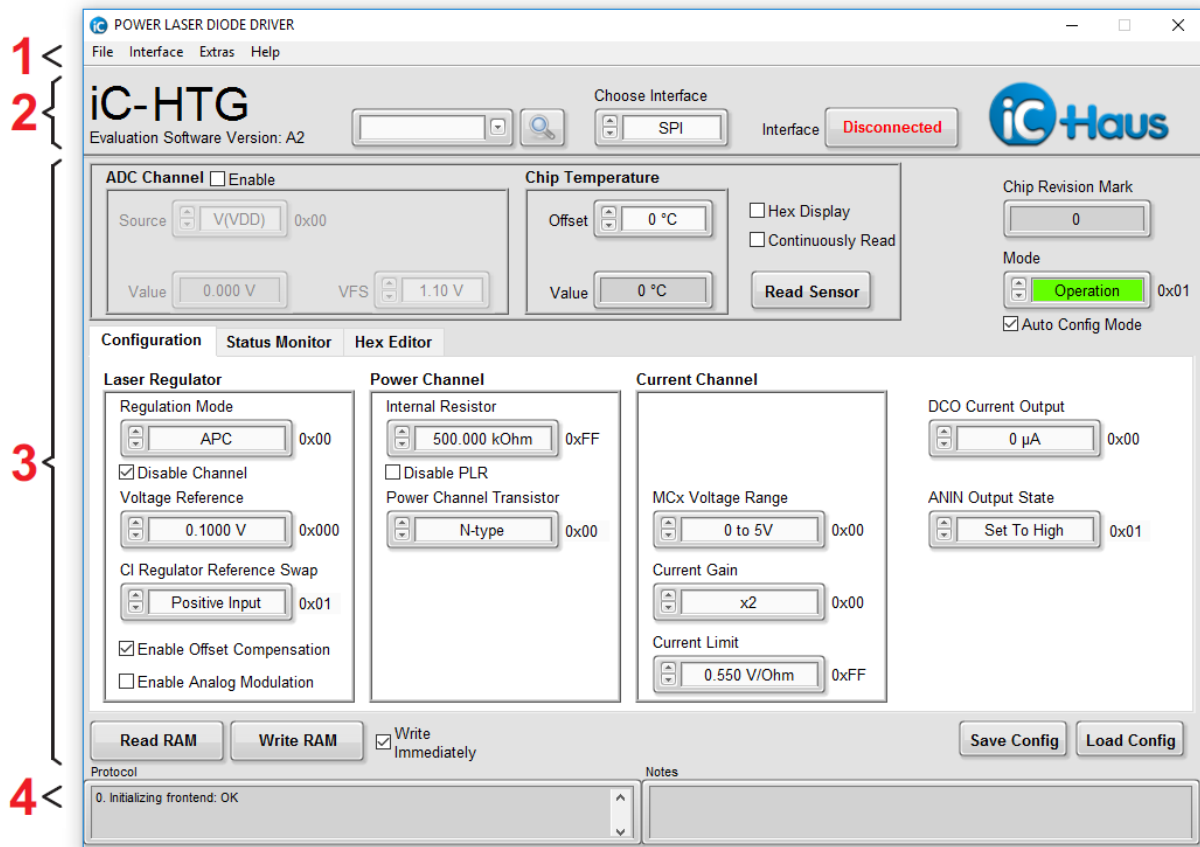 POWER LASER DIODE DRIVER
1
File Interface Extras Help
2
iC-HTG
Evaluation Software Version: A2
Choose Interface
SPI
Interface Disconnected
iC Haus
3
ADC Channel Enable
Source V(VDD) 0x00
Value 0.000 V VFS 1.10 V
Chip Temperature
Offset 0 °C
Value 0 °C
Hex Display
Continuously Read
Read Sensor
Chip Revision Mark
0
Mode
Operation 0x01
Auto Config Mode
Configuration Status Monitor Hex Editor
Laser Regulator
Regulation Mode
APC 0x00
Disable Channel
Voltage Reference
0.1000 V 0x000
CI Regulator Reference Swap
Positive Input 0x01
Enable Offset Compensation
Enable Analog Modulation
Power Channel
Internal Resistor
500.000 kOhm 0xFF
Disable PLR
Power Channel Transistor
N-type 0x00
Current Channel
MCx Voltage Range
0 to 5V 0x00
Current Gain
x2 0x00
Current Limit
0.550 V/Ohm 0xFF
DCO Current Output
0 µA 0x00
ANIN Output State
Set To High 0x01
Read RAM Write RAM
Write
Immediately
Save Config Load Config
4
Protocol
0. Initializing frontend: OK
Notes